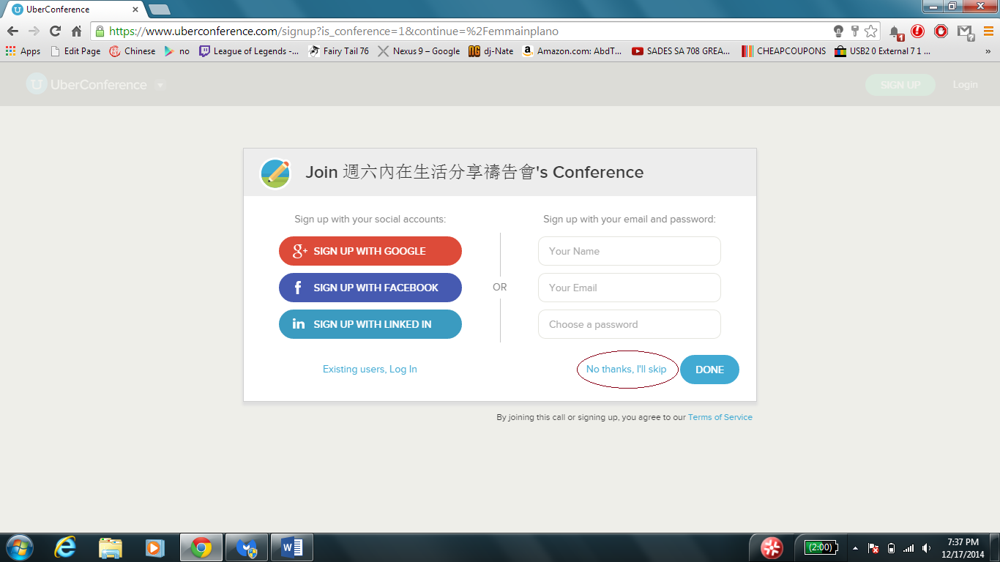 UberConference
https://www.uberconference.com/signup?is_conference=1&continue=%2Femmainplano
1
?
Apps
Edit Page
Chinese
no
League of Legends -...
Fairy Tail 76
Nexus 9 – Google
dj-Nate
Amazon.com: AbdT...
SADES SA 708 GREA...
CHEAPCOUPONS
USB2 0 External 7 1 ...
»
U UberConference
SIGN UP
Login
Join 週六內在生活分享禱告會's Conference
Sign up with your social accounts:
Sign up with your email and password:
g+ SIGN UP WITH GOOGLE
Your Name
f SIGN UP WITH FACEBOOK
OR
Your Email
in SIGN UP WITH LINKED IN
Choose a password
Existing users, Log In
No thanks, I'll skip
DONE
By joining this call or signing up, you agree to our Terms of Service
(2:00)
7:37 PM
12/17/2014